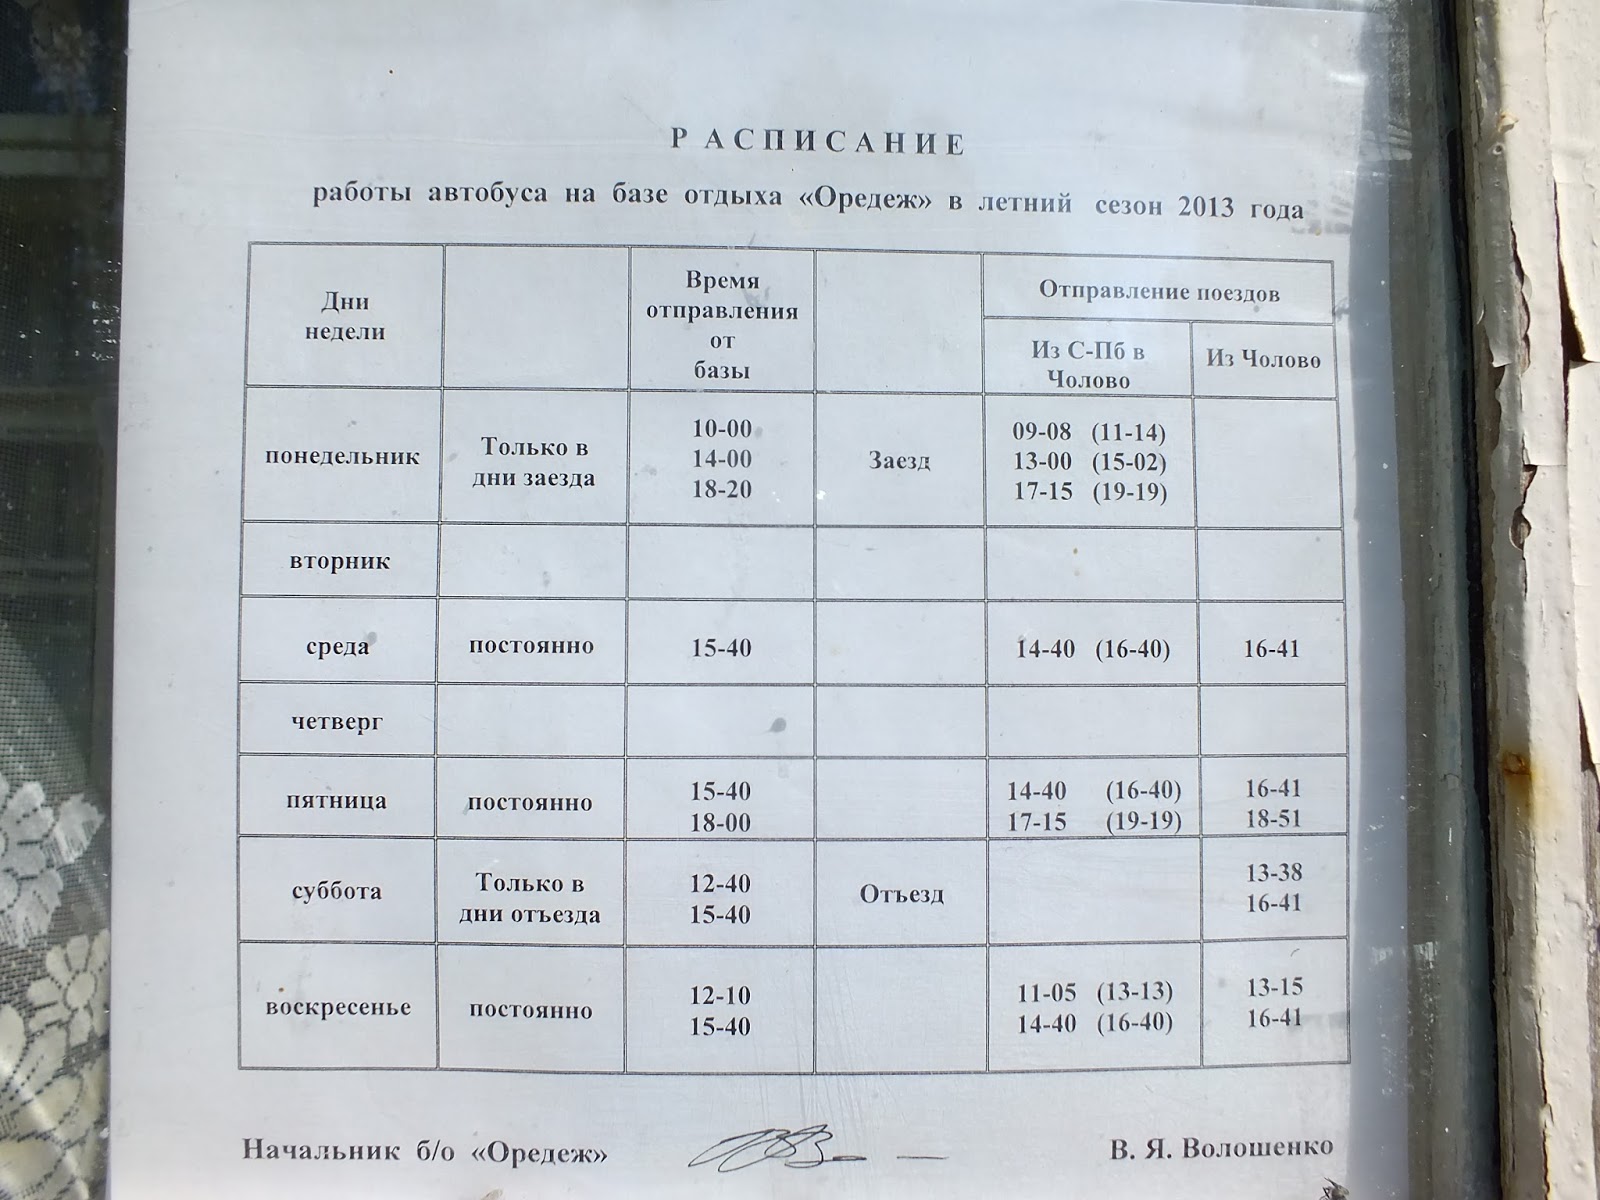 РАСПИСАНИЕ
работы автобуса на базе отдыха «Оредеж» в летний сезон 2013 года
Дни недели
Время отправления от базы
Отправление поездов
Из С-Пб в Чолово
Из Чолово
понедельник
Только в дни заезда
10-00
14-00
18-20
Заезд
09-08 (11-14)
13-00 (15-02)
17-15 (19-19)
вторник
среда
постоянно
15-40
14-40 (16-40)
16-41
четверг
пятница
постоянно
15-40
18-00
14-40 (16-40)
17-15 (19-19)
16-41
18-51
суббота
Только в дни отъезда
12-40
15-40
Отъезд
13-38
16-41
воскресенье
постоянно
12-10
15-40
11-05 (13-13)
14-40 (16-40)
13-15
16-41
Начальник б/о «Оредеж»
В. Я. Волошенко